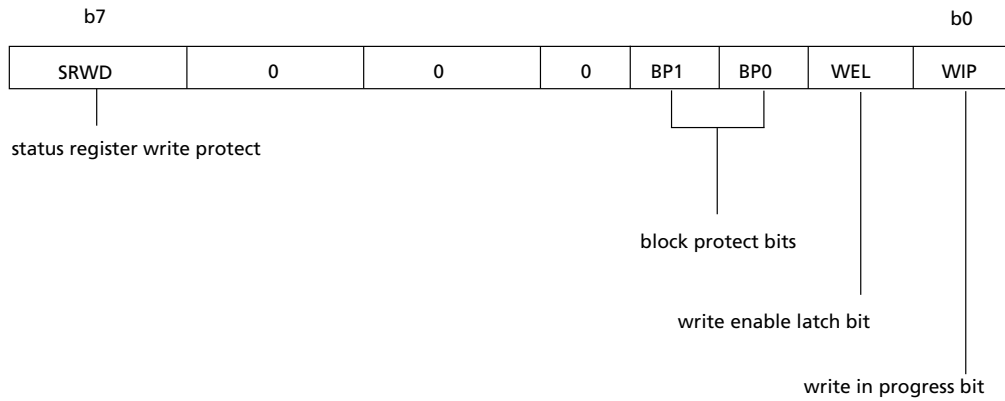 b7 b0
SRWD 0 0 0 BP1 BP0 WEL WIP
status register write protect
block protect bits
write enable latch bit
write in progress bit